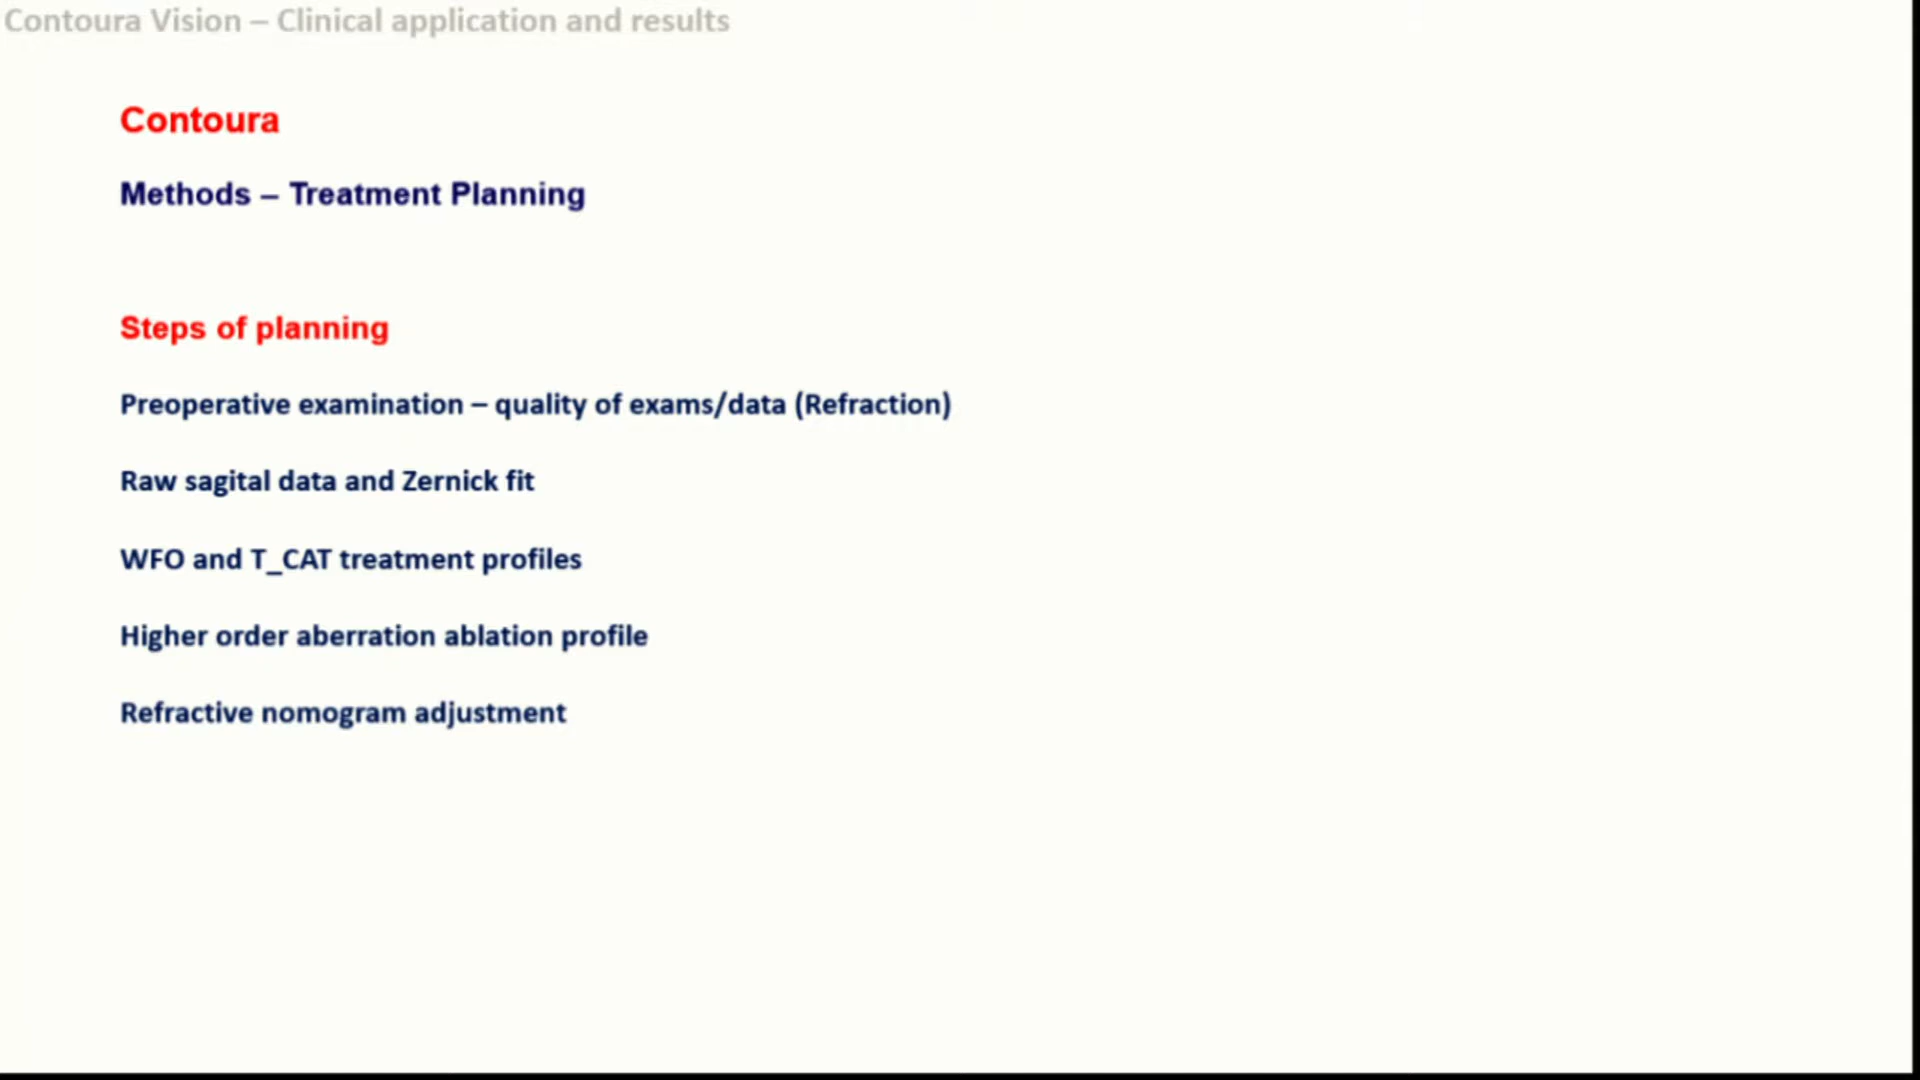 Contoura Vision – Clinical application and results
Contoura
Methods – Treatment Planning
Steps of planning
Preoperative examination – quality of exams/data (Refraction)
Raw sagital data and Zernick fit
WFO and T_CAT treatment profiles
Higher order aberration ablation profile
Refractive nomogram adjustment